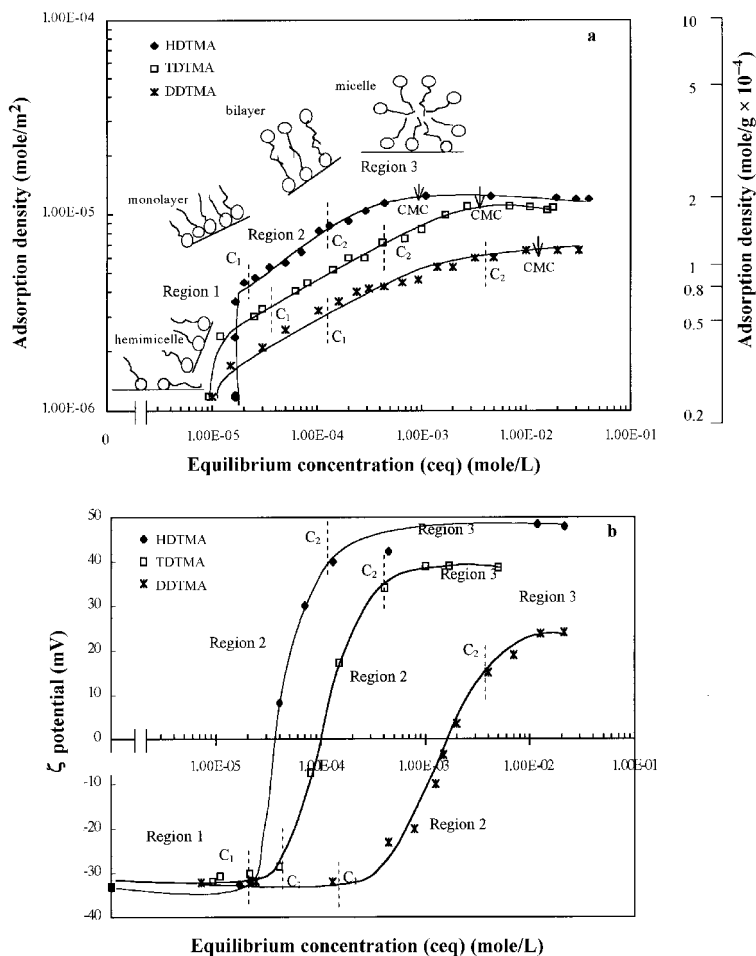 1.00E-04
a
HDTMA
TDTMA
DDTMA
micelle
bilayer
Region 3
monolayer
1.00E-05
CMC
CMC
Region 2
C₂
C₁
C₂
CMC
C₂
Region 1
C₁
C₁
hemimicelle
1.00E-06
0
1.00E-05
1.00E-04
1.00E-03
1.00E-02
1.00E-01
Equilibrium concentration (ceq) (mole/L)
Adsorption density (mole/m²)
10
5
2
1
0.8
0.5
0.2
Adsorption density (mole/g × 10⁻⁴)
50
40
30
20
10
0
-10
-20
-30
-40
ζ potential (mV)
b
HDTMA
TDTMA
DDTMA
C₂
Region 3
C₂
Region 3
Region 3
Region 2
Region 2
C₂
1.00E-05
1.00E-04
1.00E-03
1.00E-02
1.00E-01
Region 2
Region 1
C₁
C₁
Equilibrium concentration (ceq) (mole/L)